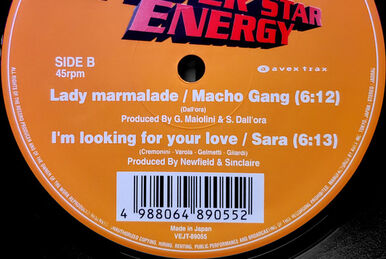 STAR
ENERGY
SIDE B
45rpm
avex trax
Lady marmalade / Macho Gang (6:12)
(Dall'ora)
Produced By G. Maiolini & S. Dall'ora
I'm looking for your love / Sara (6:13)
(Cremonini - Varola - Gelmetti - Gilardi)
Produced By Newfield & Sinclaire
4 988064 890552
Made in Japan
VEJT-89055